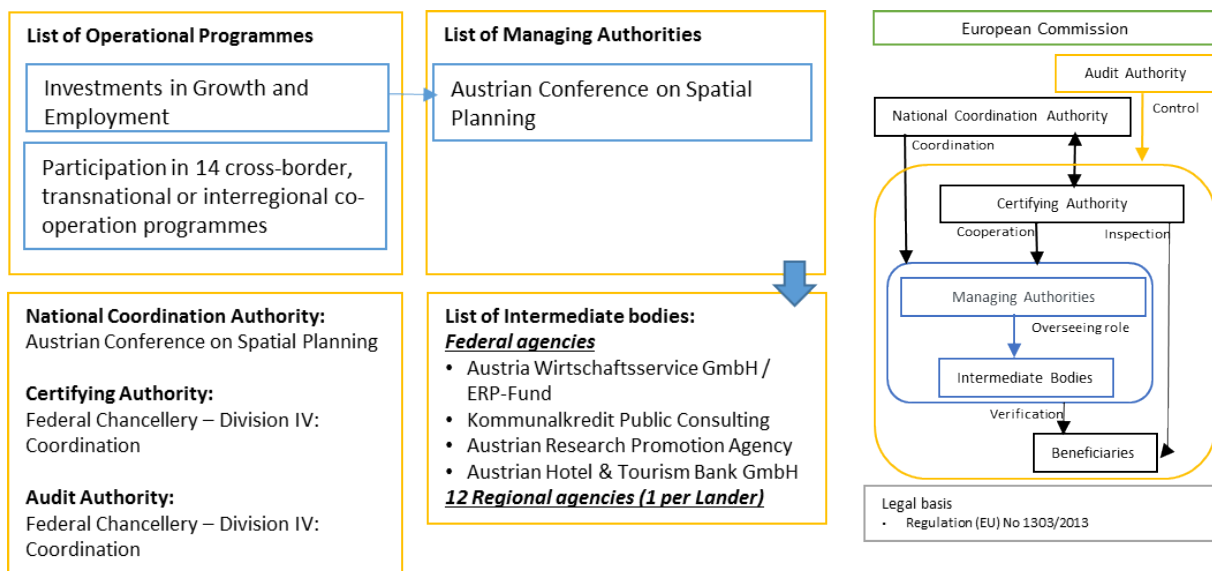 List of Operational Programmes
Investments in Growth and
Employment
Participation in 14 cross-border,
transnational or interregional co-
operation programmes
List of Managing Authorities
Austrian Conference on Spatial
Planning
National Coordination Authority:
Austrian Conference on Spatial Planning
Certifying Authority:
Federal Chancellery – Division IV:
Coordination
Audit Authority:
Federal Chancellery – Division IV:
Coordination
List of Intermediate bodies:
Federal agencies
• Austria Wirtschaftsservice GmbH /
ERP-Fund
• Kommunalkredit Public Consulting
• Austrian Research Promotion Agency
• Austrian Hotel & Tourism Bank GmbH
12 Regional agencies (1 per Lander)
European Commission
Audit Authority
Control
National Coordination Authority
Coordination
Certifying Authority
Cooperation
Inspection
Managing Authorities
Overseeing role
Intermediate Bodies
Verification
Beneficiaries
Legal basis
• Regulation (EU) No 1303/2013